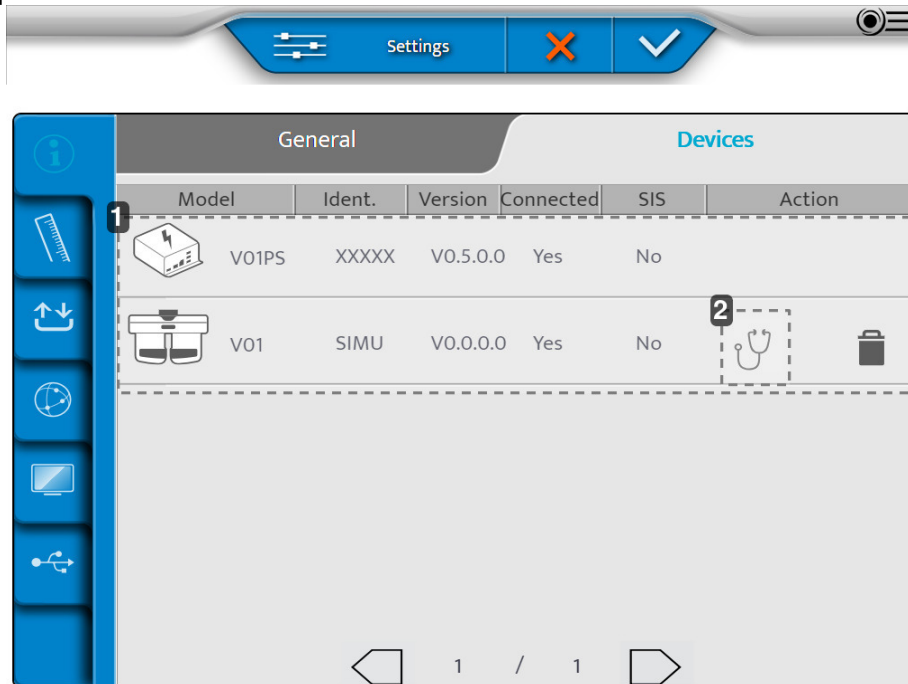 Settings
General Devices
Model Ident. Version Connected SIS Action
1
V01PS XXXXX V0.5.0.0 Yes No
2
V01 SIMU V0.0.0.0 Yes No
1 / 1